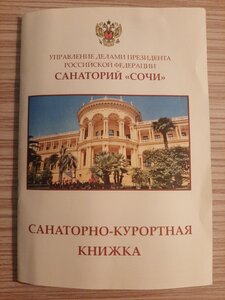 УПРАВЛЕНИЕ ДЕЛАМИ ПРЕЗИДЕНТА
РОССИЙСКОЙ ФЕДЕРАЦИИ
САНАТОРИЙ «СОЧИ»
САНАТОРНО-КУРОРТНАЯ
КНИЖКА